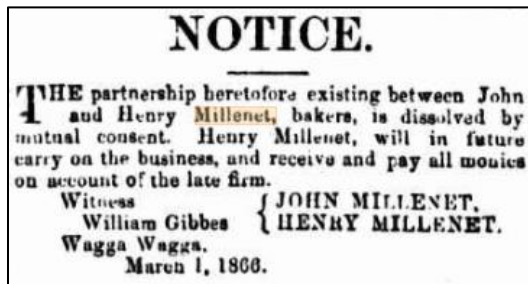 NOTICE.
THE partnership heretofore existing between John
and Henry Millenet, bakers, is dissolved by
mutual consent. Henry Millenet, will in future
carry on the business, and receive and pay all monies
on account of the late firm.
Witness { JOHN MILLENET.
William Gibbes { HENRY MILLENET.
Wagga Wagga.
March 1, 1866.